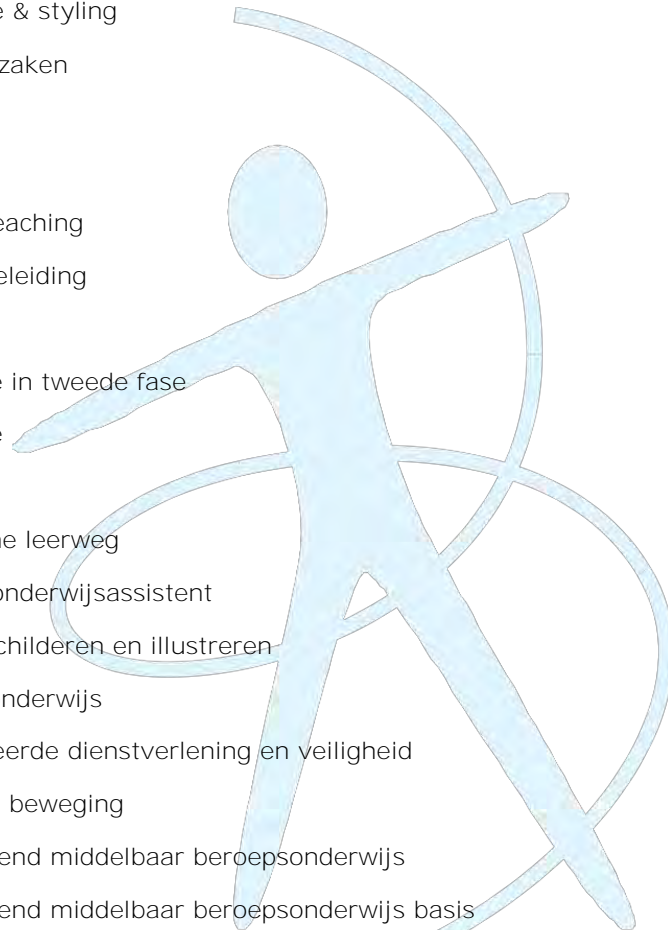 e & styling
zaken
eaching
eleiding
e in tweede fase
e
ne leerweg
onderwijsassistent
childeren en illustreren
nderwijs
eerde dienstverlening en veiligheid
beweging
end middelbaar beroepsonderwijs
end middelbaar beroepsonderwijs basis